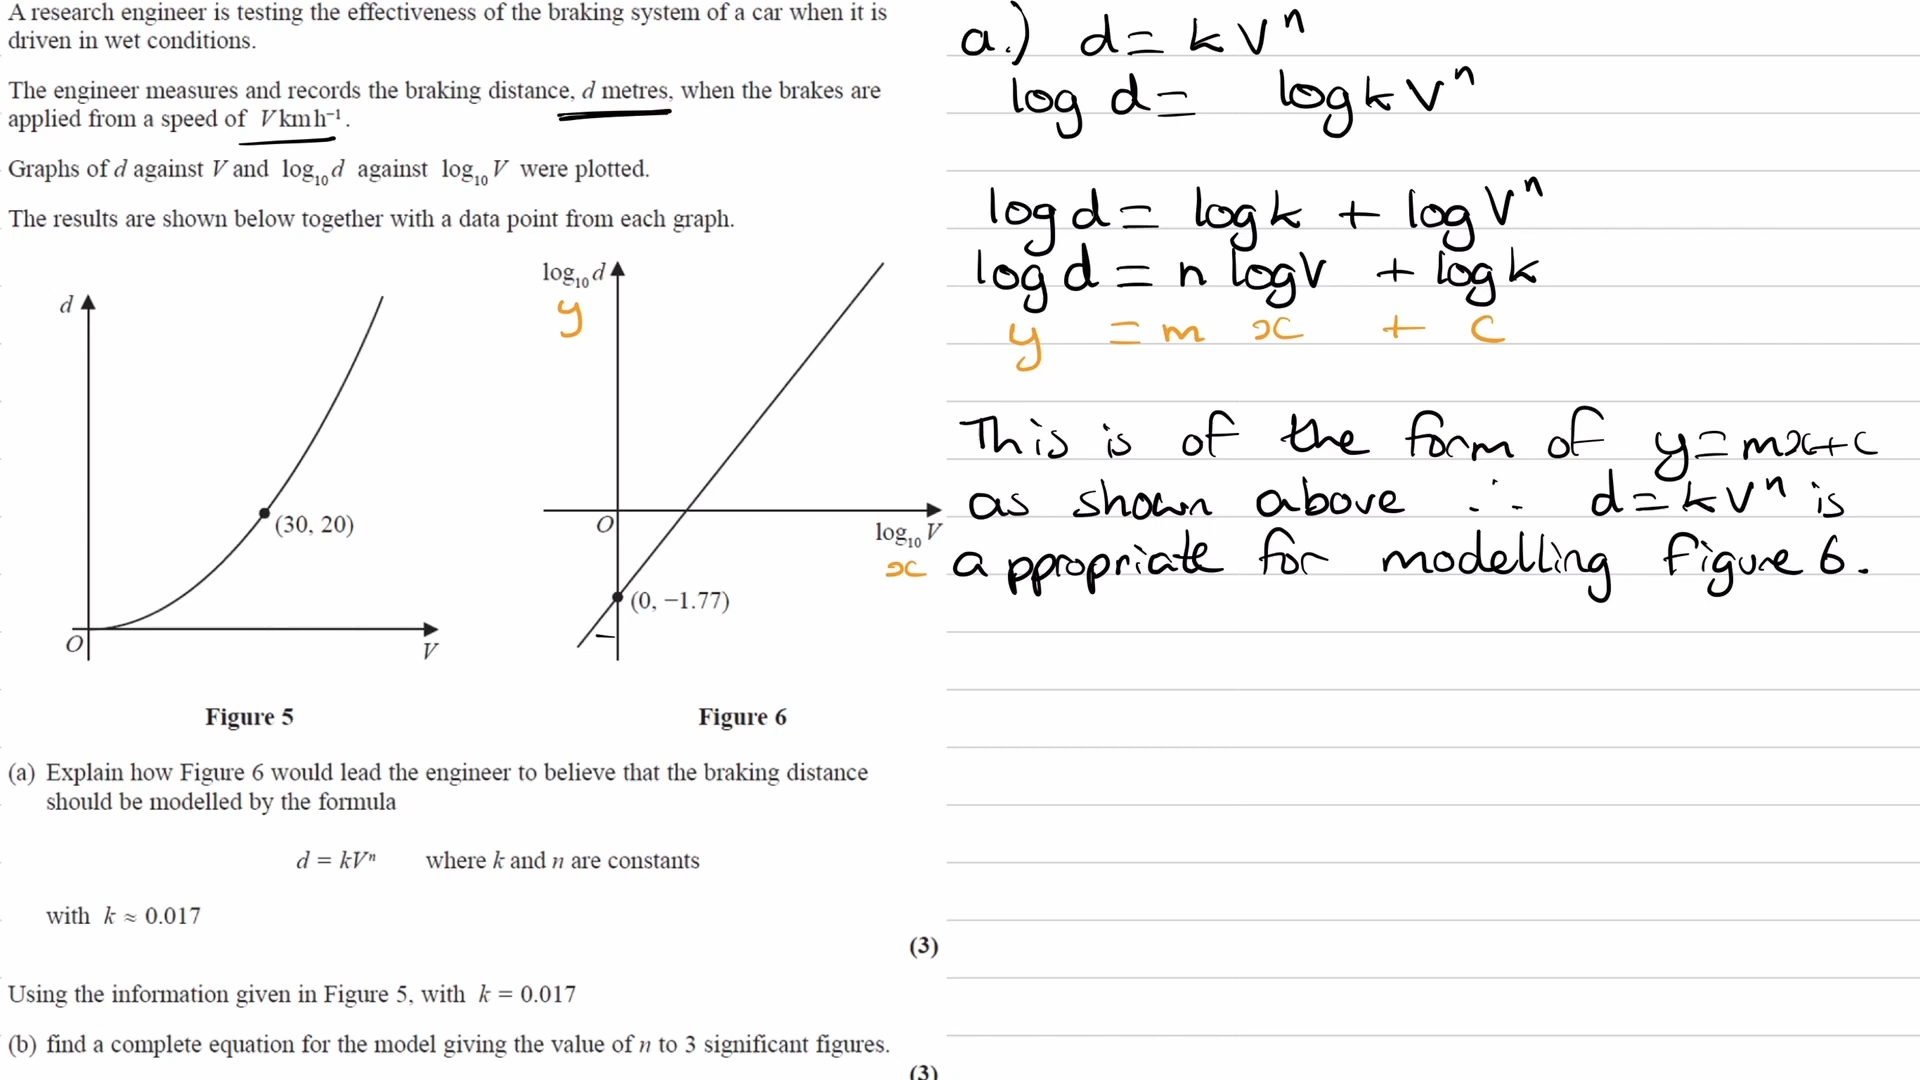 A research engineer is testing the effectiveness of the braking system of a car when it is
driven in wet conditions.
The engineer measures and records the braking distance, d metres, when the brakes are
applied from a speed of V km h⁻¹.
Graphs of d against V and log₁₀ d against log₁₀ V were plotted.
The results are shown below together with a data point from each graph.
d
(30, 20)
O
V
Figure 5
log₁₀ d
y
O
log₁₀ V
x
(0, −1.77)
Figure 6
(a) Explain how Figure 6 would lead the engineer to believe that the braking distance
should be modelled by the formula
d = kVⁿ where k and n are constants
with k ≈ 0.017
(3)
Using the information given in Figure 5, with k = 0.017
(b) find a complete equation for the model giving the value of n to 3 significant figures.
(3)
a.) d = kVⁿ
log d = log kVⁿ
log d = log k + log Vⁿ
log d = n log V + log k
y = m x + c
This is of the form of y=mx+c
as shown above ∴ d=kVⁿ is
appropriate for modelling figure 6.